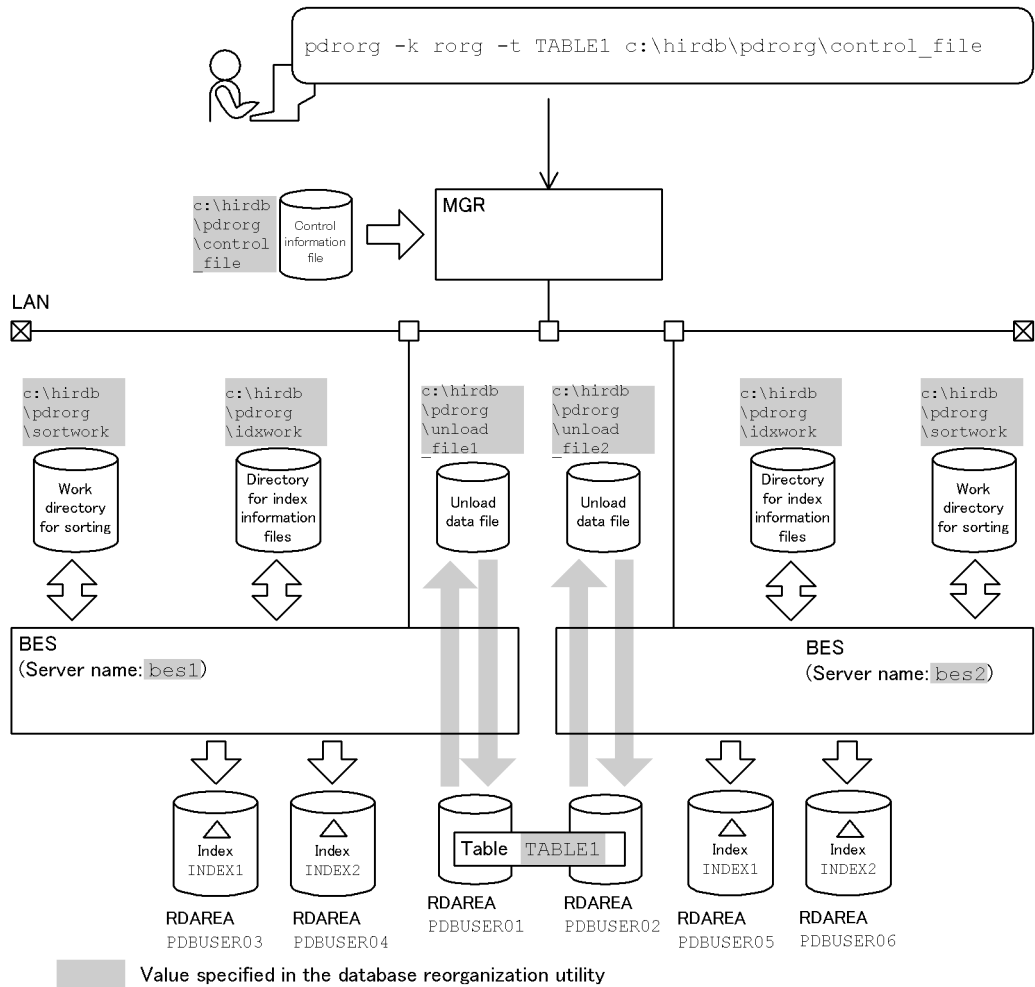 pdrorg -k rorg -t TABLE1 c:\hirdb\pdrorg\control_file
c:\hirdb
\pdrorg
\control
_file
Control
information
file
MGR
LAN
c:\hirdb
\pdrorg
\sortwork
c:\hirdb
\pdrorg
\idxwork
c:\hirdb
\pdrorg
\unload
_file1
c:\hirdb
\pdrorg
\unload
_file2
c:\hirdb
\pdrorg
\idxwork
c:\hirdb
\pdrorg
\sortwork
Work
directory
for sorting
Directory
for index
information
files
Unload
data file
Unload
data file
Directory
for index
information
files
Work
directory
for sorting
BES
(Server name: bes1)
BES
(Server name: bes2)
Index
INDEX1
Index
INDEX2
Table TABLE1
Index
INDEX1
Index
INDEX2
RDAREA
PDBUSER03
RDAREA
PDBUSER04
RDAREA
PDBUSER01
RDAREA
PDBUSER02
RDAREA
PDBUSER05
RDAREA
PDBUSER06
Value specified in the database reorganization utility